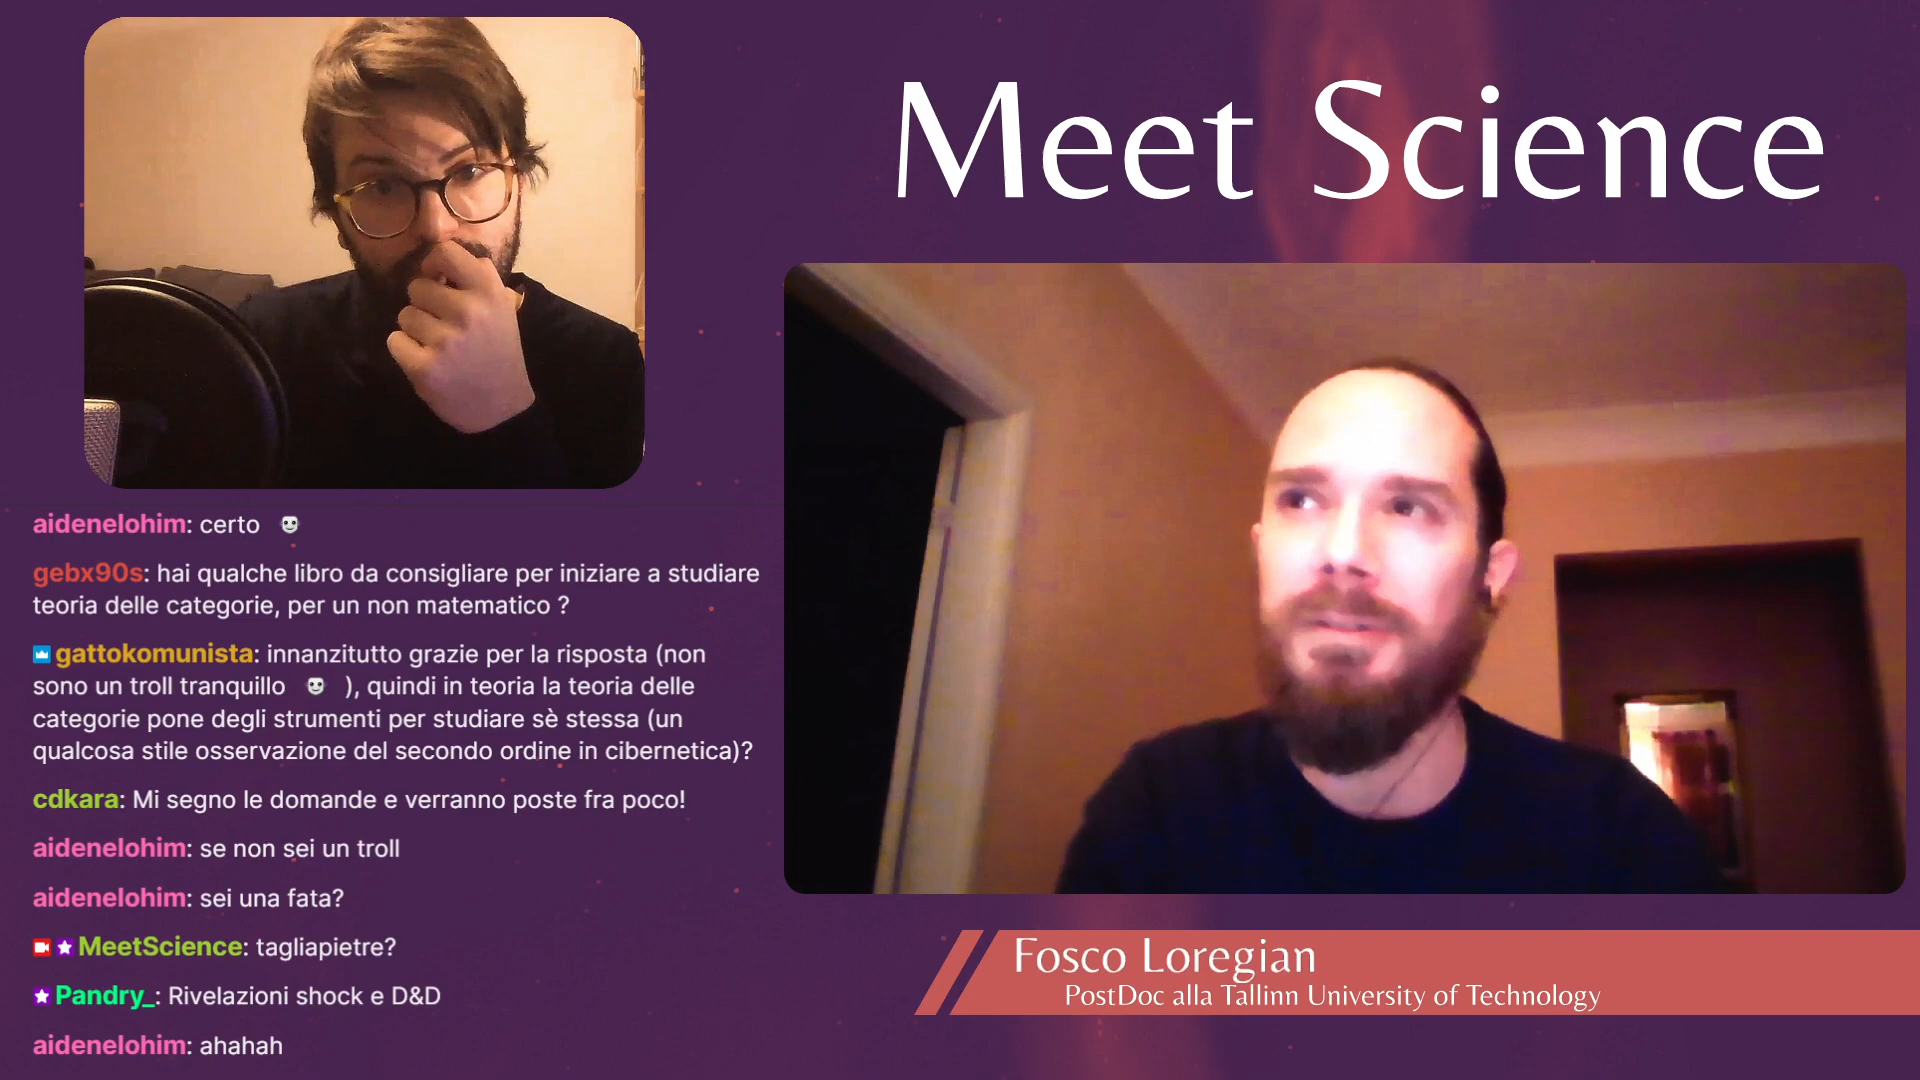 Meet Science
aidenelohim: certo
gebx90s: hai qualche libro da consigliare per iniziare a studiare
teoria delle categorie, per un non matematico ?
gattokomunista: innanzitutto grazie per la risposta (non
sono un troll tranquillo ), quindi in teoria la teoria delle
categorie pone degli strumenti per studiare sè stessa (un
qualcosa stile osservazione del secondo ordine in cibernetica)?
cdkara: Mi segno le domande e verranno poste fra poco!
aidenelohim: se non sei un troll
aidenelohim: sei una fata?
MeetScience: tagliapietre?
Pandry_: Rivelazioni shock e D&D
aidenelohim: ahahah
Fosco Loregian
PostDoc alla Tallinn University of Technology